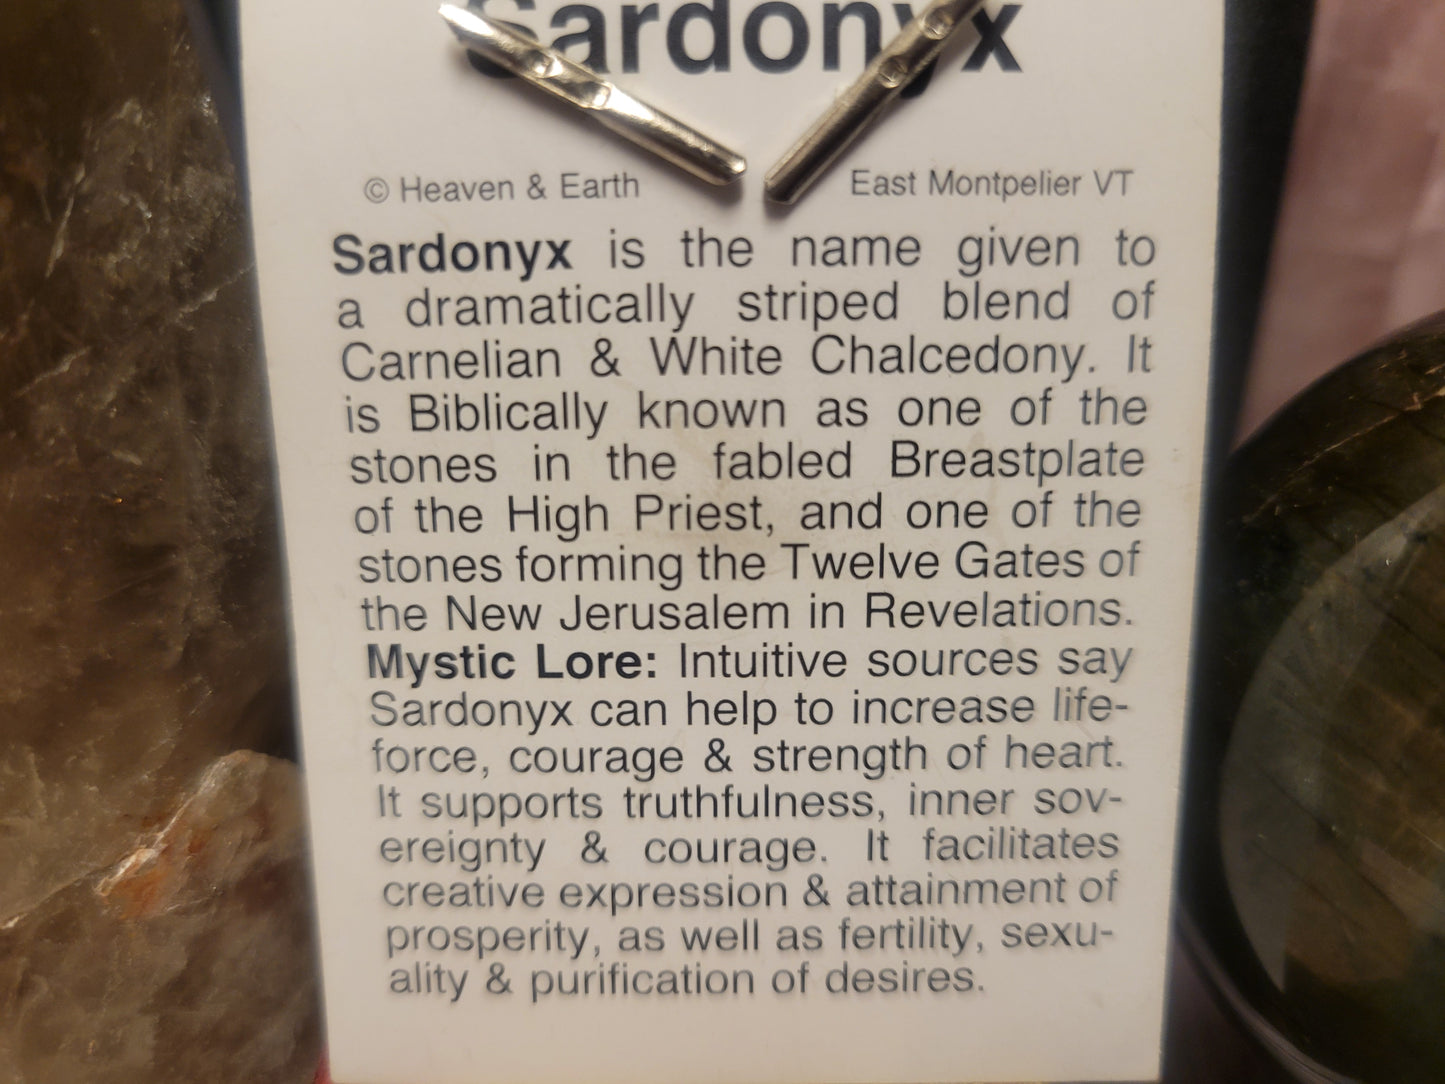 Sardonyx
© Heaven & Earth East Montpelier VT
Sardonyx is the name given to
a dramatically striped blend of
Carnelian & White Chalcedony. It
is Biblically known as one of the
stones in the fabled Breastplate
of the High Priest, and one of the
stones forming the Twelve Gates of
the New Jerusalem in Revelations.
Mystic Lore: Intuitive sources say
Sardonyx can help to increase life-
force, courage & strength of heart.
It supports truthfulness, inner sov-
ereignty & courage. It facilitates
creative expression & attainment of
prosperity, as well as fertility, sexu-
ality & purification of desires.